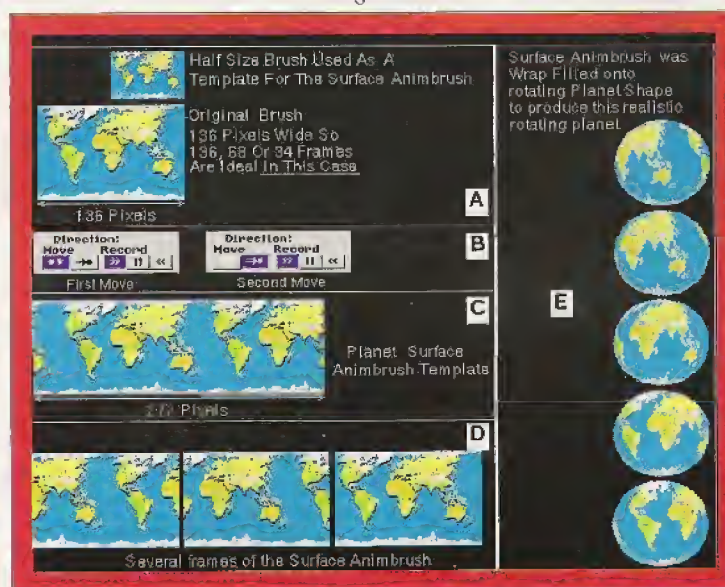 Half Size Brush Used As A
Template For The Surface Animbrush
Original Brush
136 Pixels Wide So
136, 68 Or 34 Frames
Are Ideal In This Case
136 Pixels
A
Direction:
Move Record
First Move
Direction:
Move Record
Second Move
B
C
Planet Surface
Animbrush Template
Pixels
D
Several frames of the Surface Animbrush
Surface Animbrush was
Wrap Filled onto
rotating Planet Shape
to produce this realistic
rotating planet
E